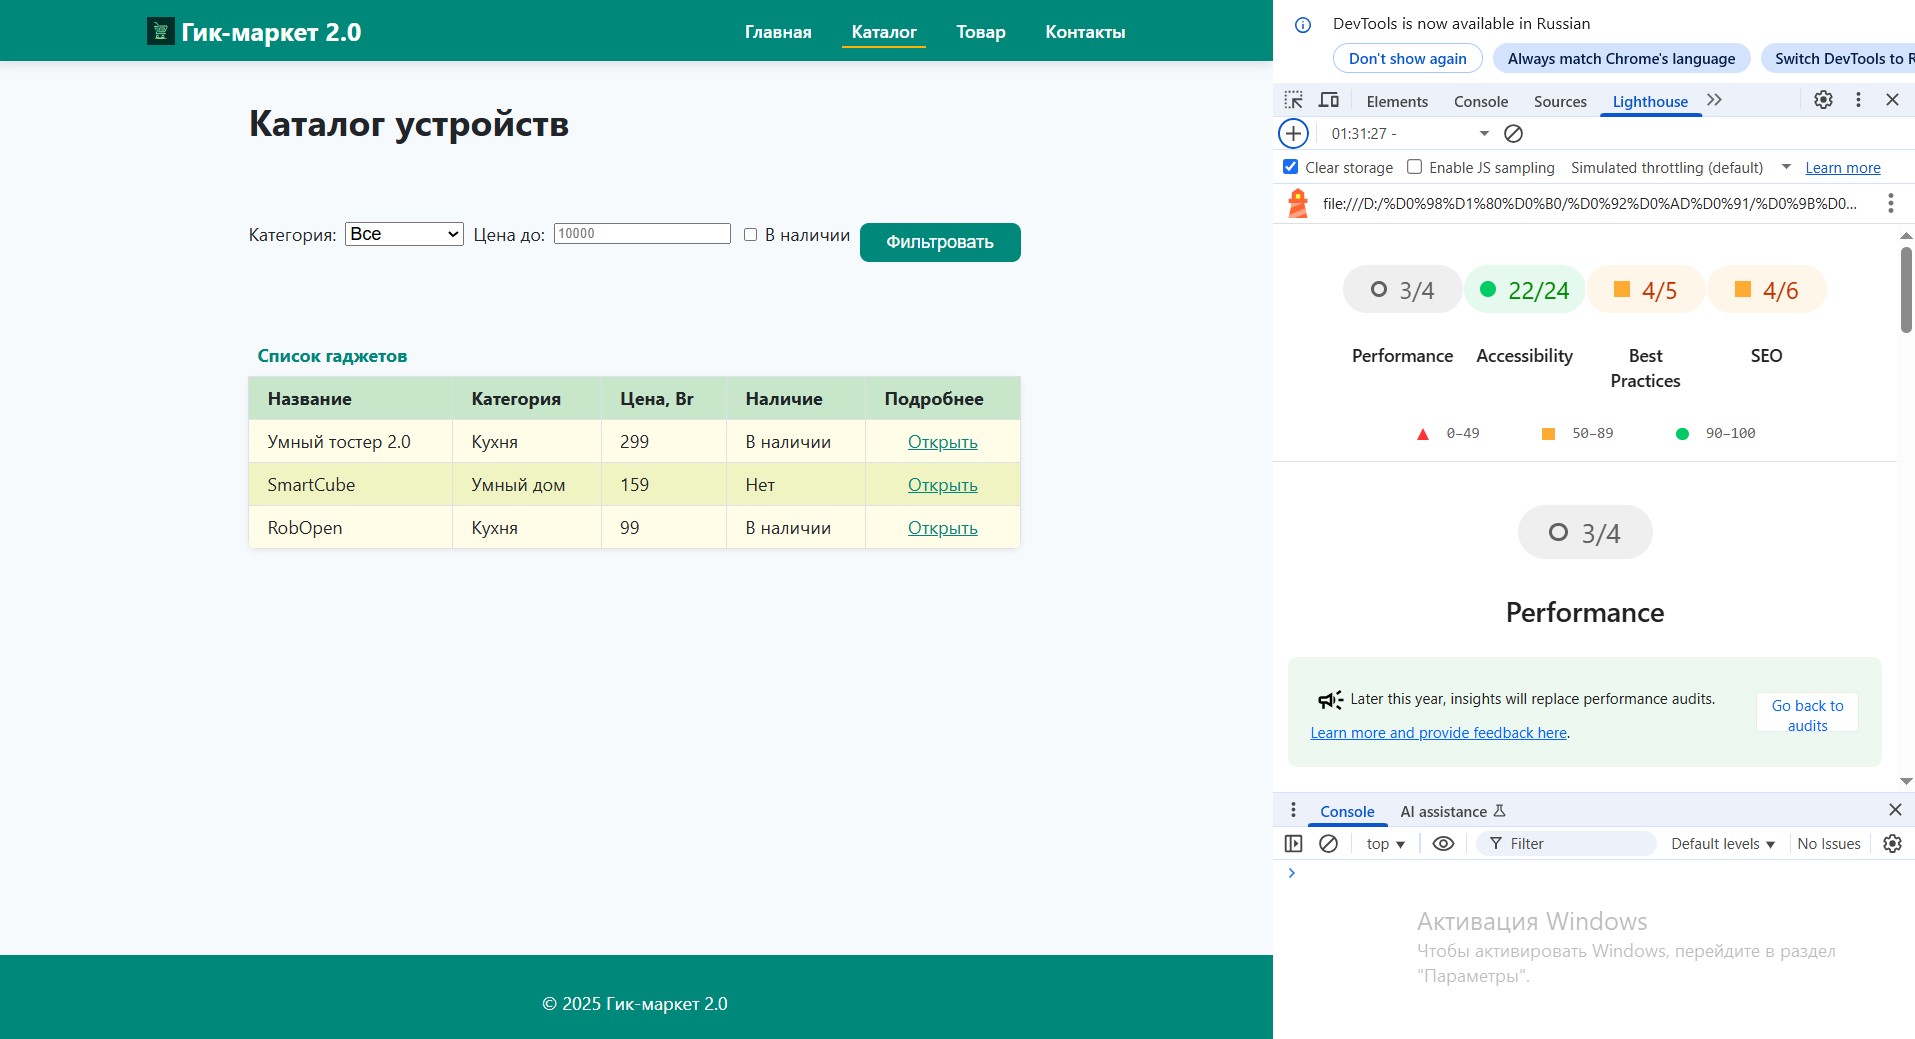 Гик-маркет 2.0
Главная Каталог Товар Контакты
Каталог устройств
Категория: Все Цена до: 10000 В наличии Фильтровать
Список гаджетов
Название Категория Цена, Br Наличие Подробнее
Умный тостер 2.0 Кухня 299 В наличии Открыть
SmartCube Умный дом 159 Нет Открыть
RobOpen Кухня 99 В наличии Открыть
© 2025 Гик-маркет 2.0
DevTools is now available in Russian
Don't show again Always match Chrome's language Switch DevTools to R
Elements Console Sources Lighthouse
01:31:27 -
Clear storage Enable JS sampling Simulated throttling (default) Learn more
file:///D:/%D0%98%D1%80%D0%B0/%D0%92%D0%AD%D0%91/%D0%9B%D0...
3/4 22/24 4/5 4/6
Performance Accessibility Best Practices SEO
0–49 50–89 90–100
3/4
Performance
Later this year, insights will replace performance audits.
Learn more and provide feedback here.
Go back to
audits
Console AI assistance
top Filter Default levels No Issues
Активация Windows
Чтобы активировать Windows, перейдите в раздел
"Параметры".